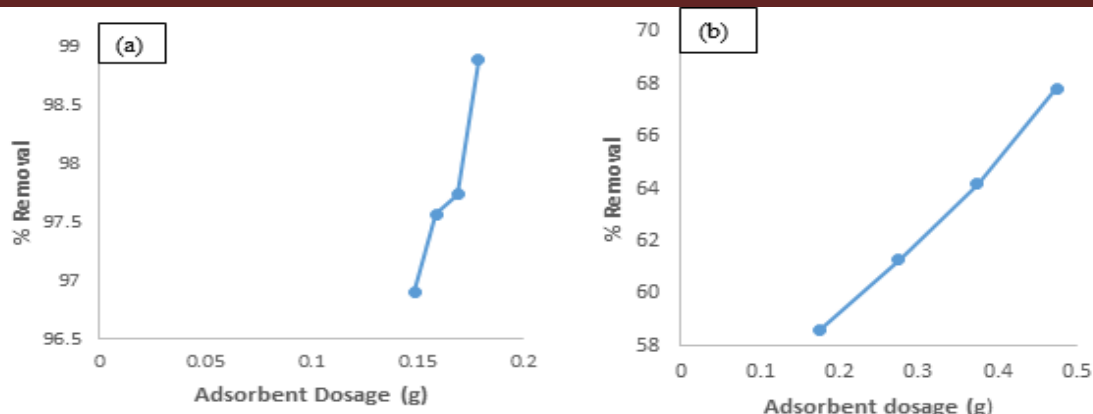 (a)
99
98.5
98
97.5
97
96.5
% Removal
0 0.05 0.1 0.15 0.2
Adsorbent Dosage (g)
(b)
70
68
66
64
62
60
58
% Removal
0 0.1 0.2 0.3 0.4 0.5
Adsorbent dosage (g)